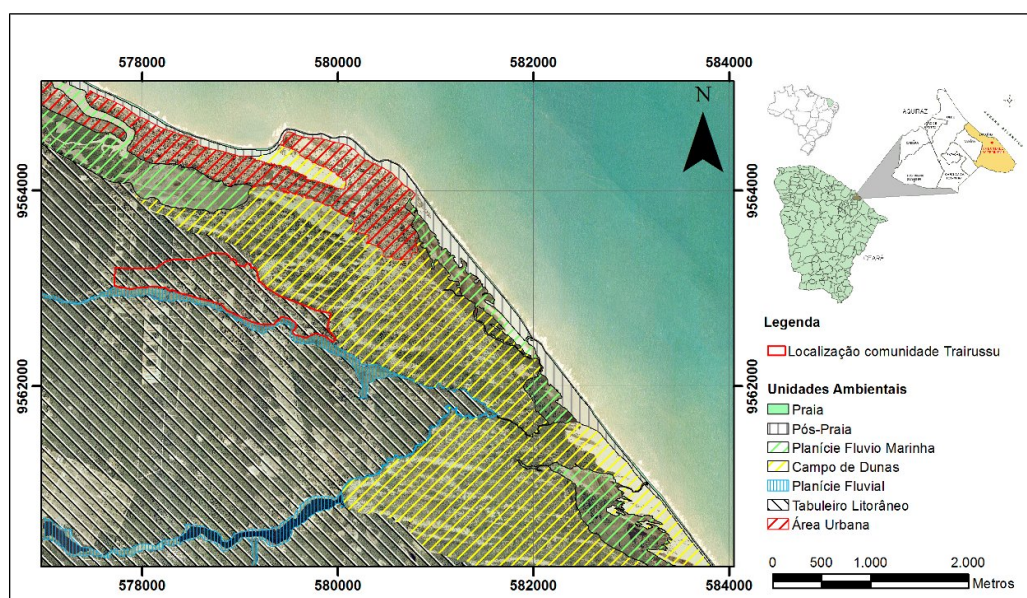 578000 580000 582000 584000
N
9564000 9564000
9562000 9562000
578000 580000 582000 584000
AQUIRAZ
CEARÁ
Legenda
Localização comunidade Trairussu
Unidades Ambientais
Praia
Pós-Praia
Planície Fluvio Marinha
Campo de Dunas
Planície Fluvial
Tabuleiro Litorâneo
Área Urbana
0 500 1.000 2.000
Metros